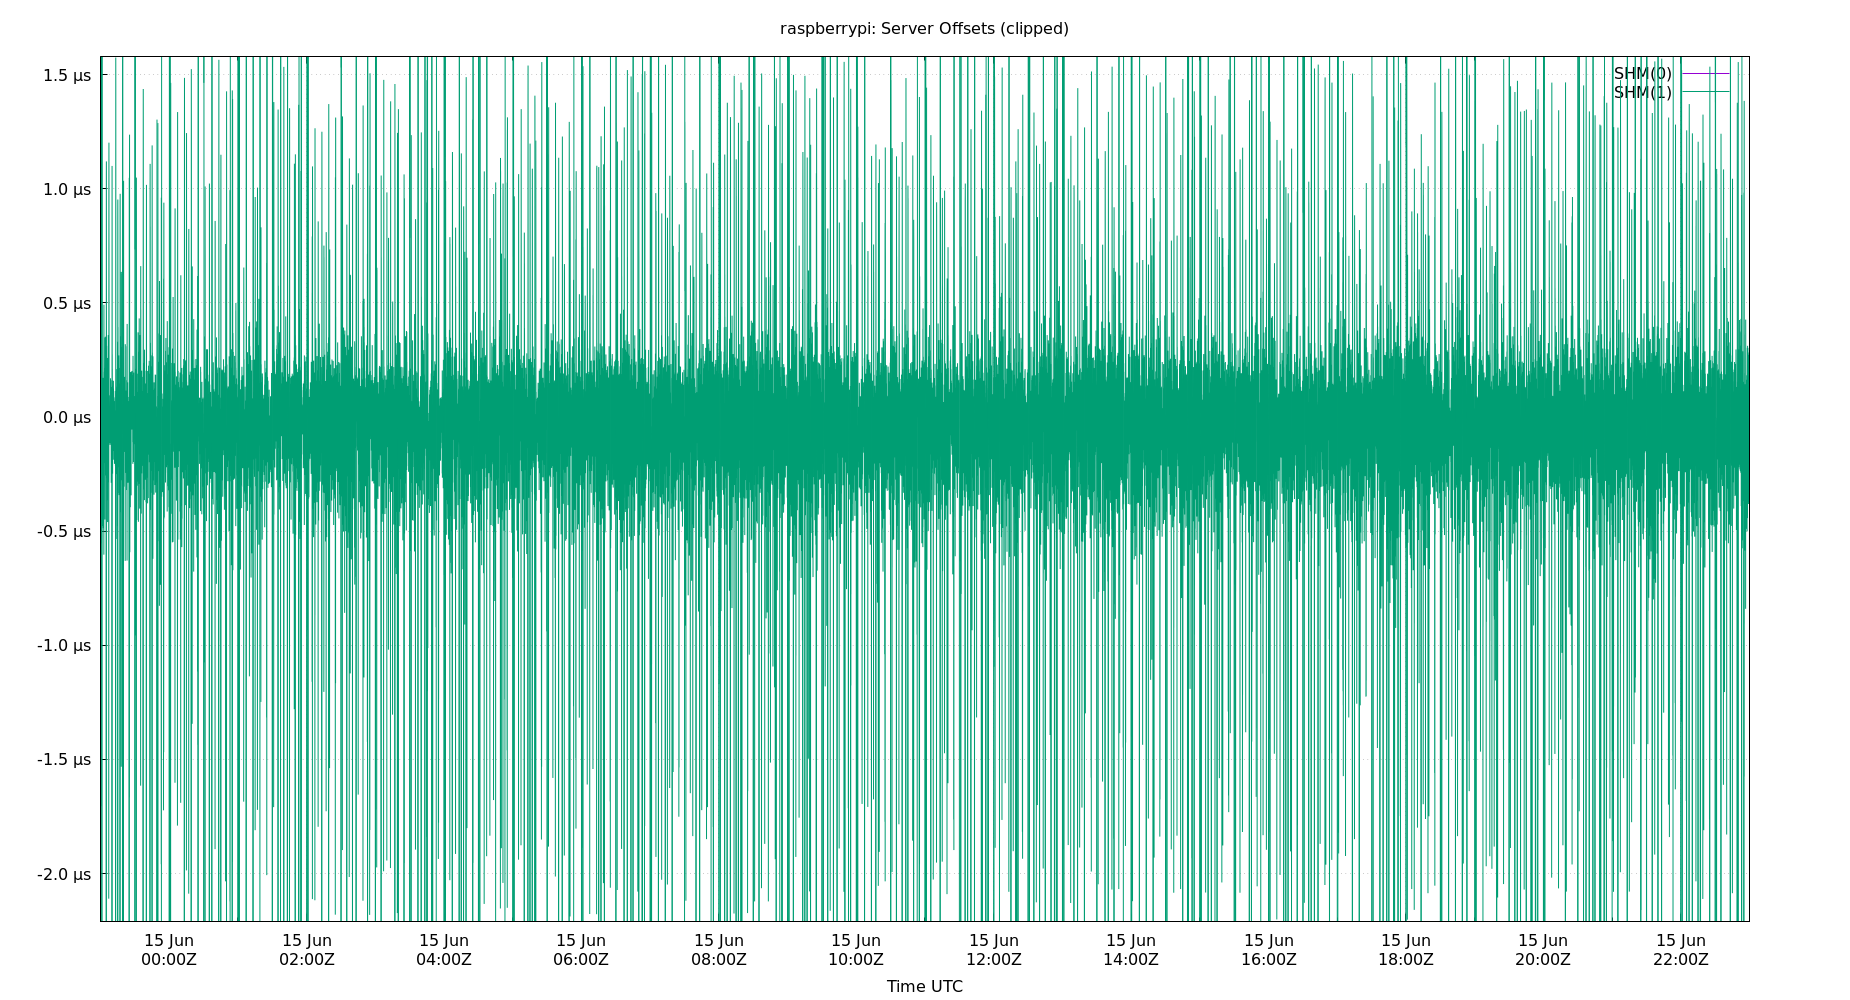 raspberrypi: Server Offsets (clipped)
1.5 μs
1.0 μs
0.5 μs
0.0 μs
-0.5 μs
-1.0 μs
-1.5 μs
-2.0 μs
SHM(0)
SHM(1)
15 Jun 15 Jun 15 Jun 15 Jun 15 Jun 15 Jun 15 Jun 15 Jun 15 Jun 15 Jun 15 Jun 15 Jun
00:00Z 02:00Z 04:00Z 06:00Z 08:00Z 10:00Z 12:00Z 14:00Z 16:00Z 18:00Z 20:00Z 22:00Z
Time UTC